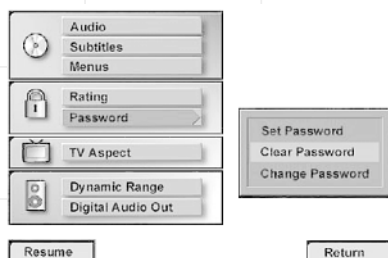 Audio
Subtitles
Menus
Rating
Password
TV Aspect
Dynamic Range
Digital Audio Out
Set Password
Clear Password
Change Password
Resume
Return